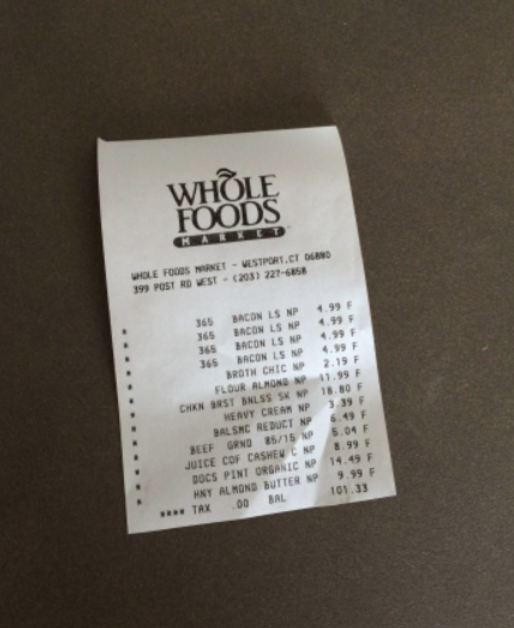 WHOLE
FOODS
MARKET
WHOLE FOODS MARKET - WESTPORT,CT 06880
399 POST RD WEST - (203) 227-6858
365 BACON LS NP 4.99 F
365 BACON LS NP 4.99 F
365 BACON LS NP 4.99 F
365 BACON LS NP 4.99 F
BROTH CHIC NP 2.19 F
FLOUR ALMOND NP 11.99 F
CHKN BRST BNLSS SK NP 18.80 F
HEAVY CREAM NP 3.39 F
BALSMC REDUCT NP 6.49 F
BEEF GRND 85/15 NP 5.04 F
JUICE COF CASHEW C NP 8.99 F
DOCS PINT ORGANIC NP 14.49 F
HNY ALMOND BUTTER NP 9.99 F
**** TAX .00 BAL 101.33